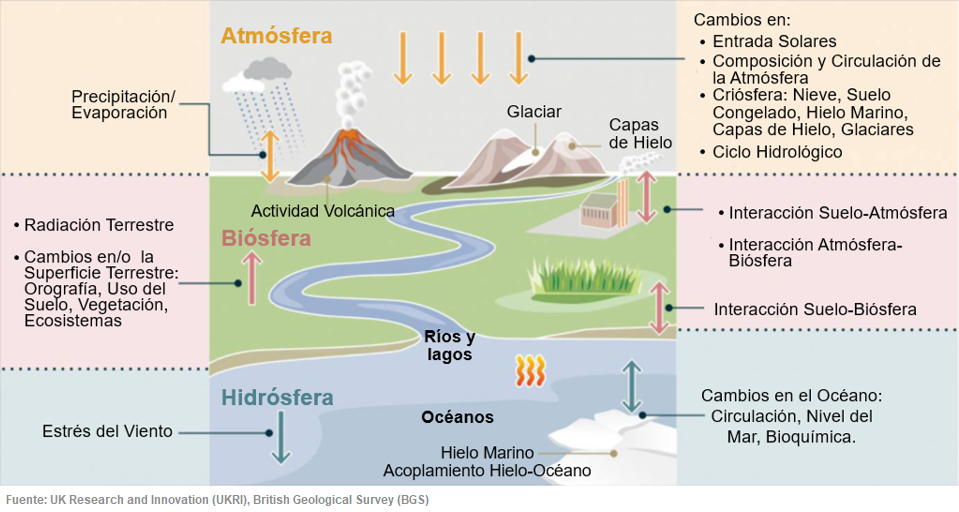 Atmósfera
Precipitación/
Evaporación
Glaciar
Capas
de Hielo
Actividad Volcánica
Cambios en:
• Entrada Solares
• Composición y Circulación de
la Atmósfera
• Criósfera: Nieve, Suelo
Congelado, Hielo Marino,
Capas de Hielo, Glaciares
• Ciclo Hidrológico
• Radiación Terrestre
• Cambios en/o la
Superficie Terrestre:
Orografía, Uso del
Suelo, Vegetación,
Ecosistemas
Biósfera
• Interacción Suelo-Atmósfera
• Interacción Atmósfera-
Biósfera
Interacción Suelo-Biósfera
Ríos y
lagos
Hidrósfera
Estrés del Viento
Océanos
Hielo Marino
Acoplamiento Hielo-Océano
Cambios en el Océano:
Circulación, Nivel del
Mar, Bioquímica.
Fuente: UK Research and Innovation (UKRI), British Geological Survey (BGS)